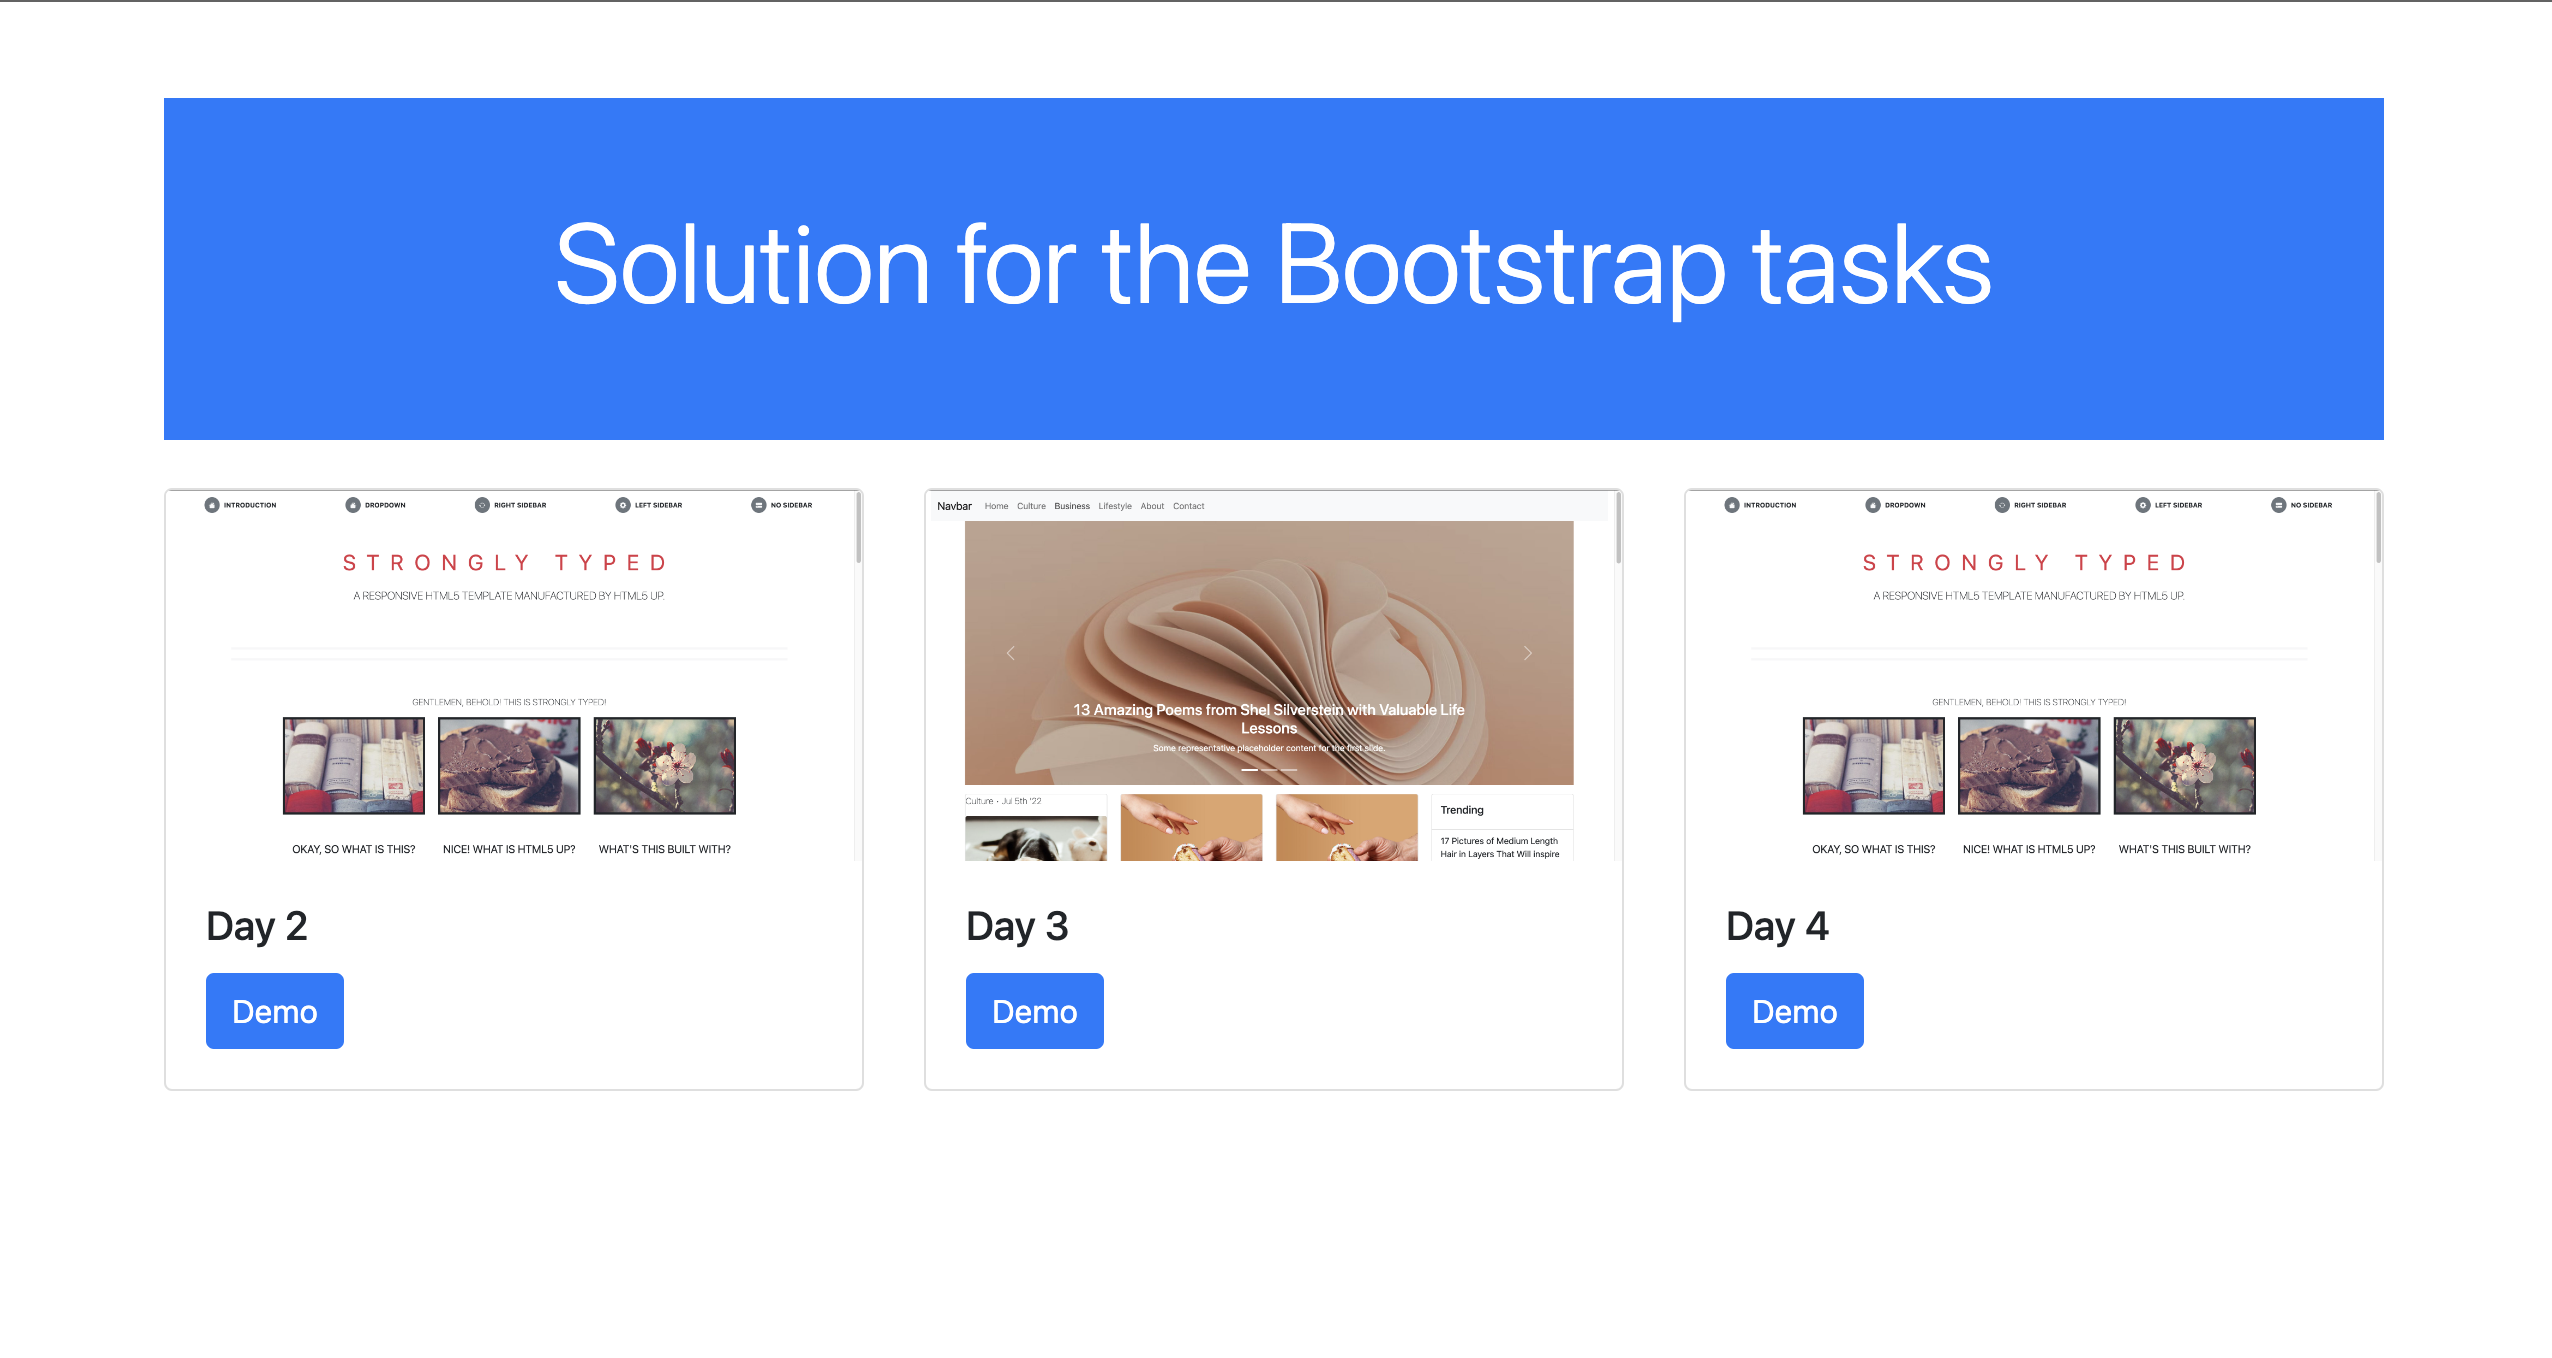 Solution for the Bootstrap tasks
INTRODUCTION DROPDOWN RIGHT SIDEBAR LEFT SIDEBAR NO SIDEBAR
STRONGLY TYPED
A RESPONSIVE HTML5 TEMPLATE MANUFACTURED BY HTML5 UP.
GENTLEMEN, BEHOLD! THIS IS STRONGLY TYPED!
OKAY, SO WHAT IS THIS? NICE! WHAT IS HTML5 UP? WHAT'S THIS BUILT WITH?
Day 2
Demo
Navbar Home Culture Business Lifestyle About Contact
13 Amazing Poems from Shel Silverstein with Valuable Life
Lessons
Some representative placeholder content for the first slide.
Culture • Jul 5th '22
Trending
17 Pictures of Medium Length
Hair in Layers That Will inspire
Day 3
Demo
INTRODUCTION DROPDOWN RIGHT SIDEBAR LEFT SIDEBAR NO SIDEBAR
STRONGLY TYPED
A RESPONSIVE HTML5 TEMPLATE MANUFACTURED BY HTML5 UP.
GENTLEMEN, BEHOLD! THIS IS STRONGLY TYPED!
OKAY, SO WHAT IS THIS? NICE! WHAT IS HTML5 UP? WHAT'S THIS BUILT WITH?
Day 4
Demo